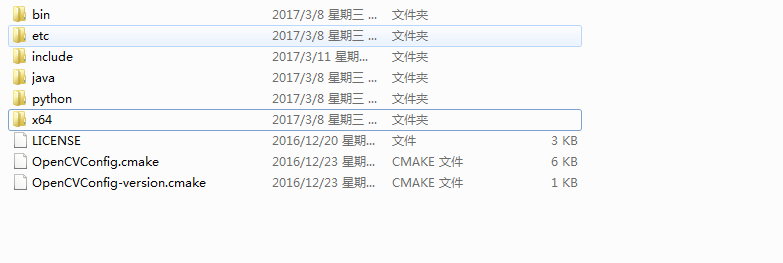 bin 2017/3/8 星期三 ... 文件夹
etc 2017/3/8 星期三 ... 文件夹
include 2017/3/11 星期... 文件夹
java 2017/3/8 星期三 ... 文件夹
python 2017/3/8 星期三 ... 文件夹
x64 2017/3/8 星期三 ... 文件夹
LICENSE 2016/12/20 星期... 文件 3 KB
OpenCVConfig.cmake 2016/12/23 星期... CMAKE 文件 6 KB
OpenCVConfig-version.cmake 2016/12/23 星期... CMAKE 文件 1 KB